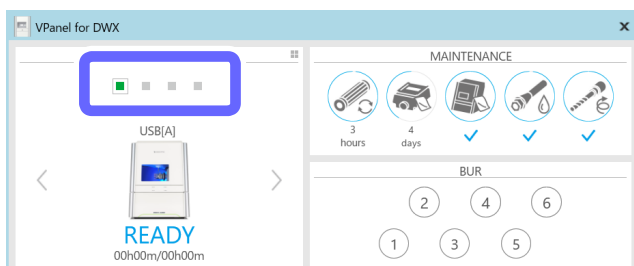 VPanel for DWX
x
MAINTENANCE
USB[A]
3
hours
4
days
READY
00h00m/00h00m
BUR
2 4 6
1 3 5